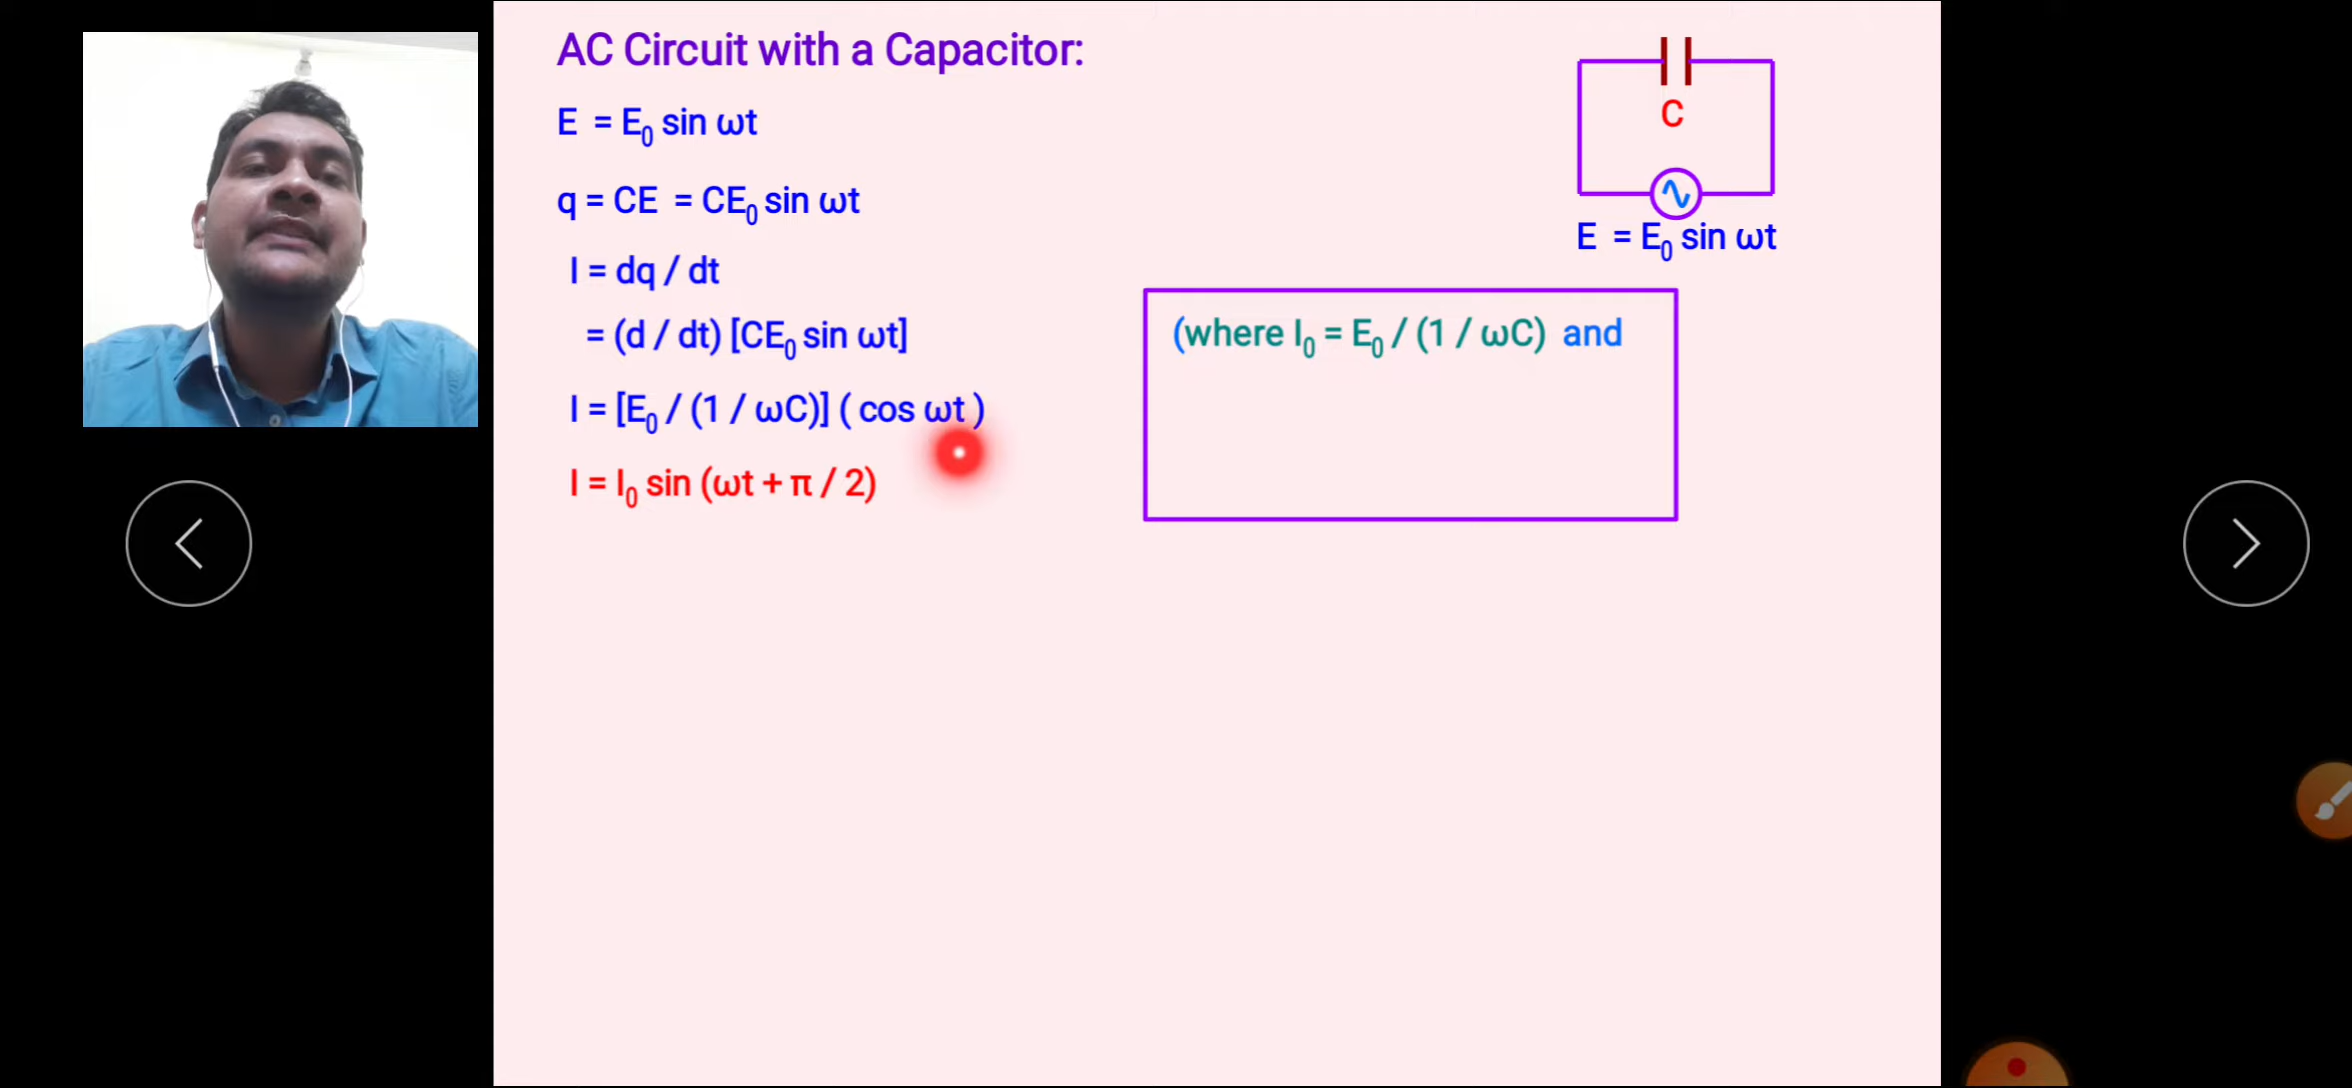 AC Circuit with a Capacitor:
E = E₀ sin ωt
q = CE = CE₀ sin ωt
I = dq / dt
= (d / dt) [CE₀ sin ωt]
I = [E₀ / (1 / ωC)] ( cos ωt )
I = I₀ sin (ωt + π / 2)
C
E = E₀ sin ωt
(where I₀ = E₀ / (1 / ωC) and